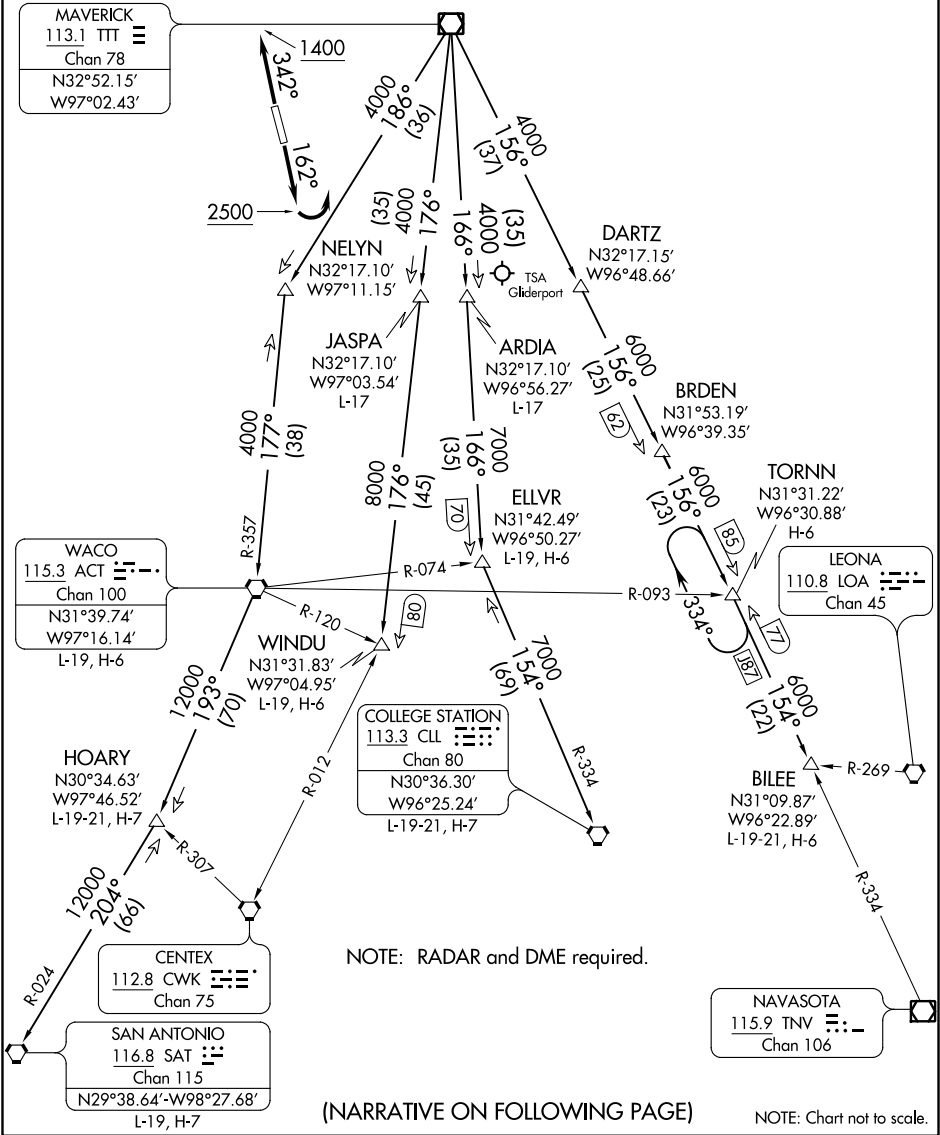 MAVERICK
113.1 TTT
Chan 78
N32°52.15'
W97°02.43'
1400
342°
162°
2500
4000
186°
(36)
(35)
4000
176°
(35)
4000
166°
4000
156°
(37)
TSA
Gliderport
NELYN
N32°17.10'
W97°11.15'
JASPA
N32°17.10'
W97°03.54'
L-17
ARDIA
N32°17.10'
W96°56.27'
L-17
DARTZ
N32°17.15'
W96°48.66'
6000
156°
(25)
62
BRDEN
N31°53.19'
W96°39.35'
4000
177°
(38)
R-357
8000
176°
(45)
7000
166°
(35)
70
ELLVR
N31°42.49'
W96°50.27'
L-19, H-6
6000
156°
(23)
85
TORNN
N31°31.22'
W96°30.88'
H-6
WACO
115.3 ACT
Chan 100
N31°39.74'
W97°16.14'
L-19, H-6
R-074
R-093
R-120
80
WINDU
N31°31.83'
W97°04.95'
L-19, H-6
334°
77
J87
6000
154°
(22)
LEONA
110.8 LOA
Chan 45
R-269
7000
154°
(69)
R-334
12000
193°
(70)
R-012
COLLEGE STATION
113.3 CLL
Chan 80
N30°36.30'
W96°25.24'
L-19-21, H-7
BILEE
N31°09.87'
W96°22.89'
L-19-21, H-6
HOARY
N30°34.63'
W97°46.52'
L-19-21, H-7
R-307
R-334
12000
204°
(66)
R-024
CENTEX
112.8 CWK
Chan 75
NOTE: RADAR and DME required.
NAVASOTA
115.9 TNV
Chan 106
SAN ANTONIO
116.8 SAT
Chan 115
N29°38.64'-W98°27.68'
L-19, H-7
(NARRATIVE ON FOLLOWING PAGE)
NOTE: Chart not to scale.